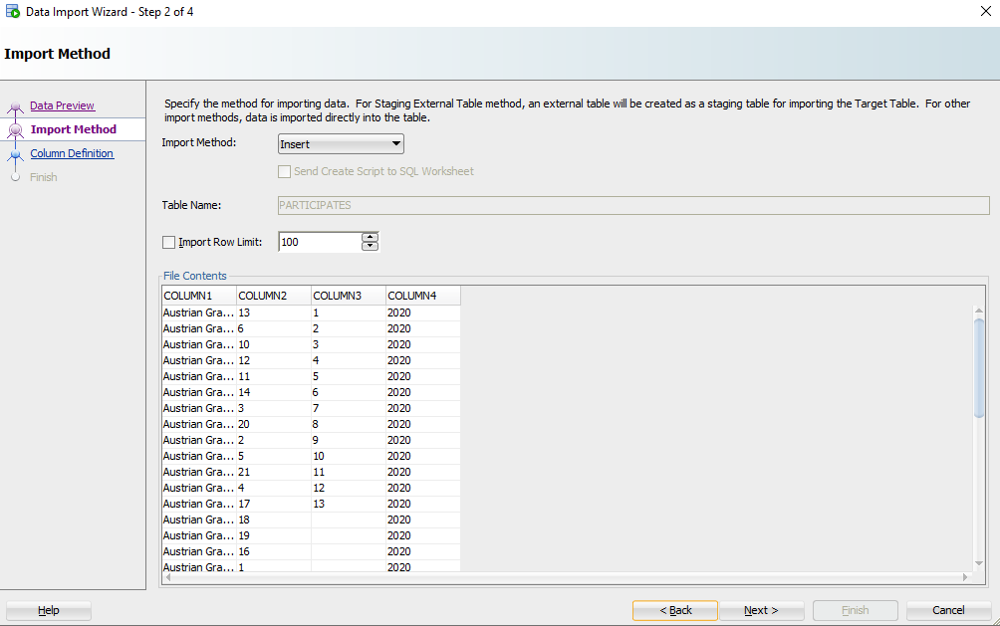 Data Import Wizard - Step 2 of 4
Import Method
Data Preview
Import Method
Column Definition
Finish
Specify the method for importing data.  For Staging External Table method, an external table will be created as a staging table for importing the Target Table.  For other
import methods, data is imported directly into the table.
Import Method: Insert
Send Create Script to SQL Worksheet
Table Name: PARTICIPATES
Import Row Limit: 100
File Contents
COLUMN1 COLUMN2 COLUMN3 COLUMN4
Austrian Gra... 13 1 2020
Austrian Gra... 6 2 2020
Austrian Gra... 10 3 2020
Austrian Gra... 12 4 2020
Austrian Gra... 11 5 2020
Austrian Gra... 14 6 2020
Austrian Gra... 3 7 2020
Austrian Gra... 20 8 2020
Austrian Gra... 2 9 2020
Austrian Gra... 5 10 2020
Austrian Gra... 21 11 2020
Austrian Gra... 4 12 2020
Austrian Gra... 17 13 2020
Austrian Gra... 18 2020
Austrian Gra... 19 2020
Austrian Gra... 16 2020
Austrian Gra... 1 2020
Help < Back Next > Finish Cancel